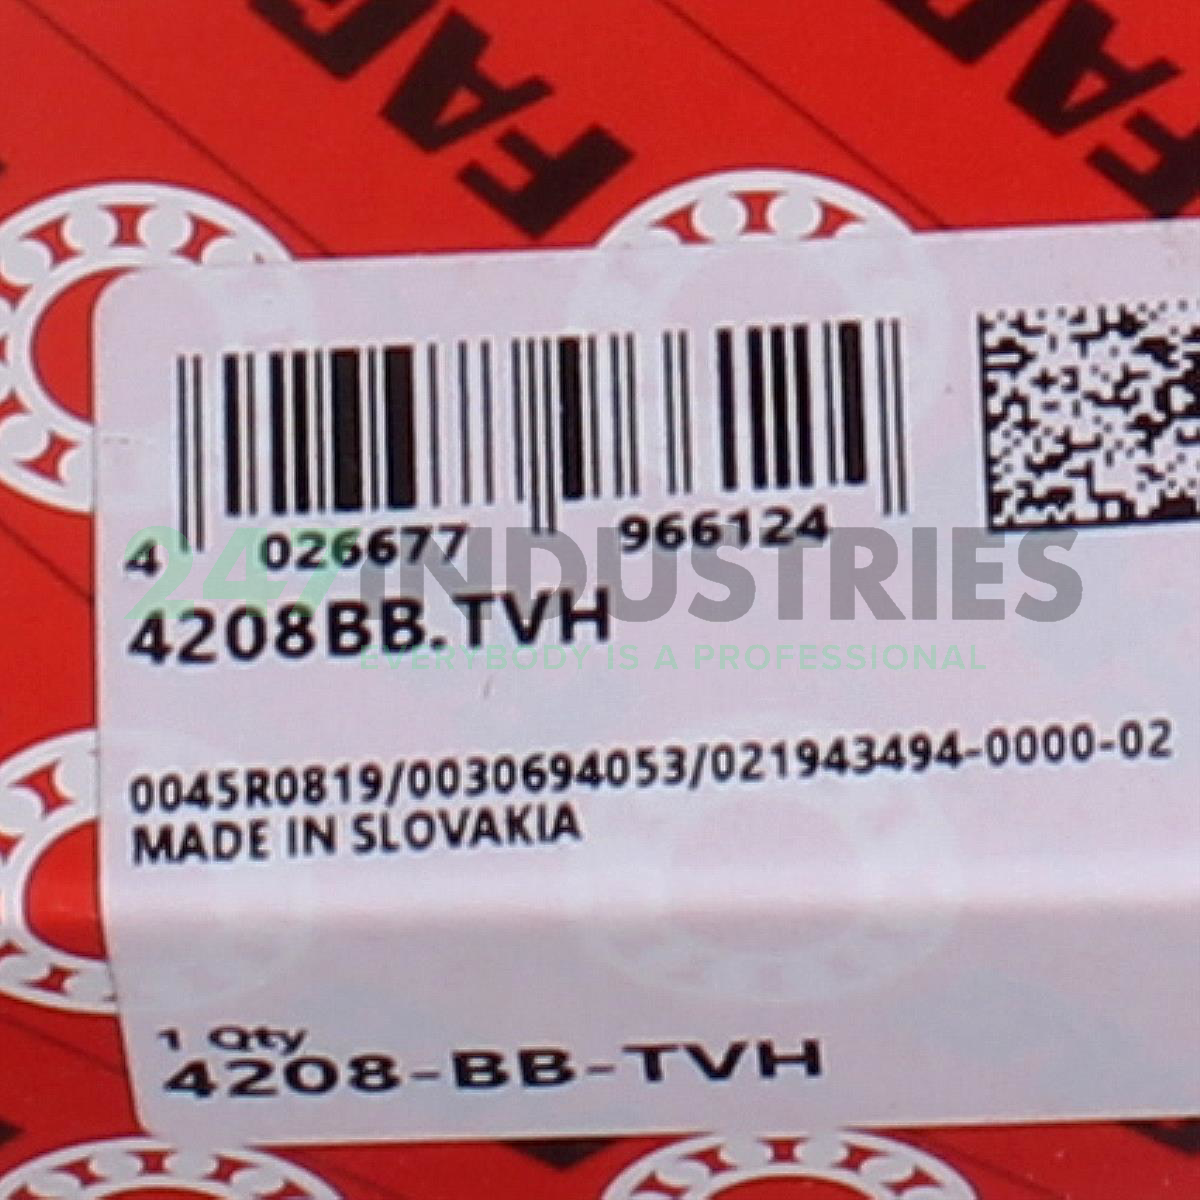 FAG
FAG
4 026677 966124
247INDUSTRIES
4208BB.TVH
EVERYBODY IS A PROFESSIONAL
0045R0819/0030694053/021943494-0000-02
MADE IN SLOVAKIA
1 Qty
4208-BB-TVH